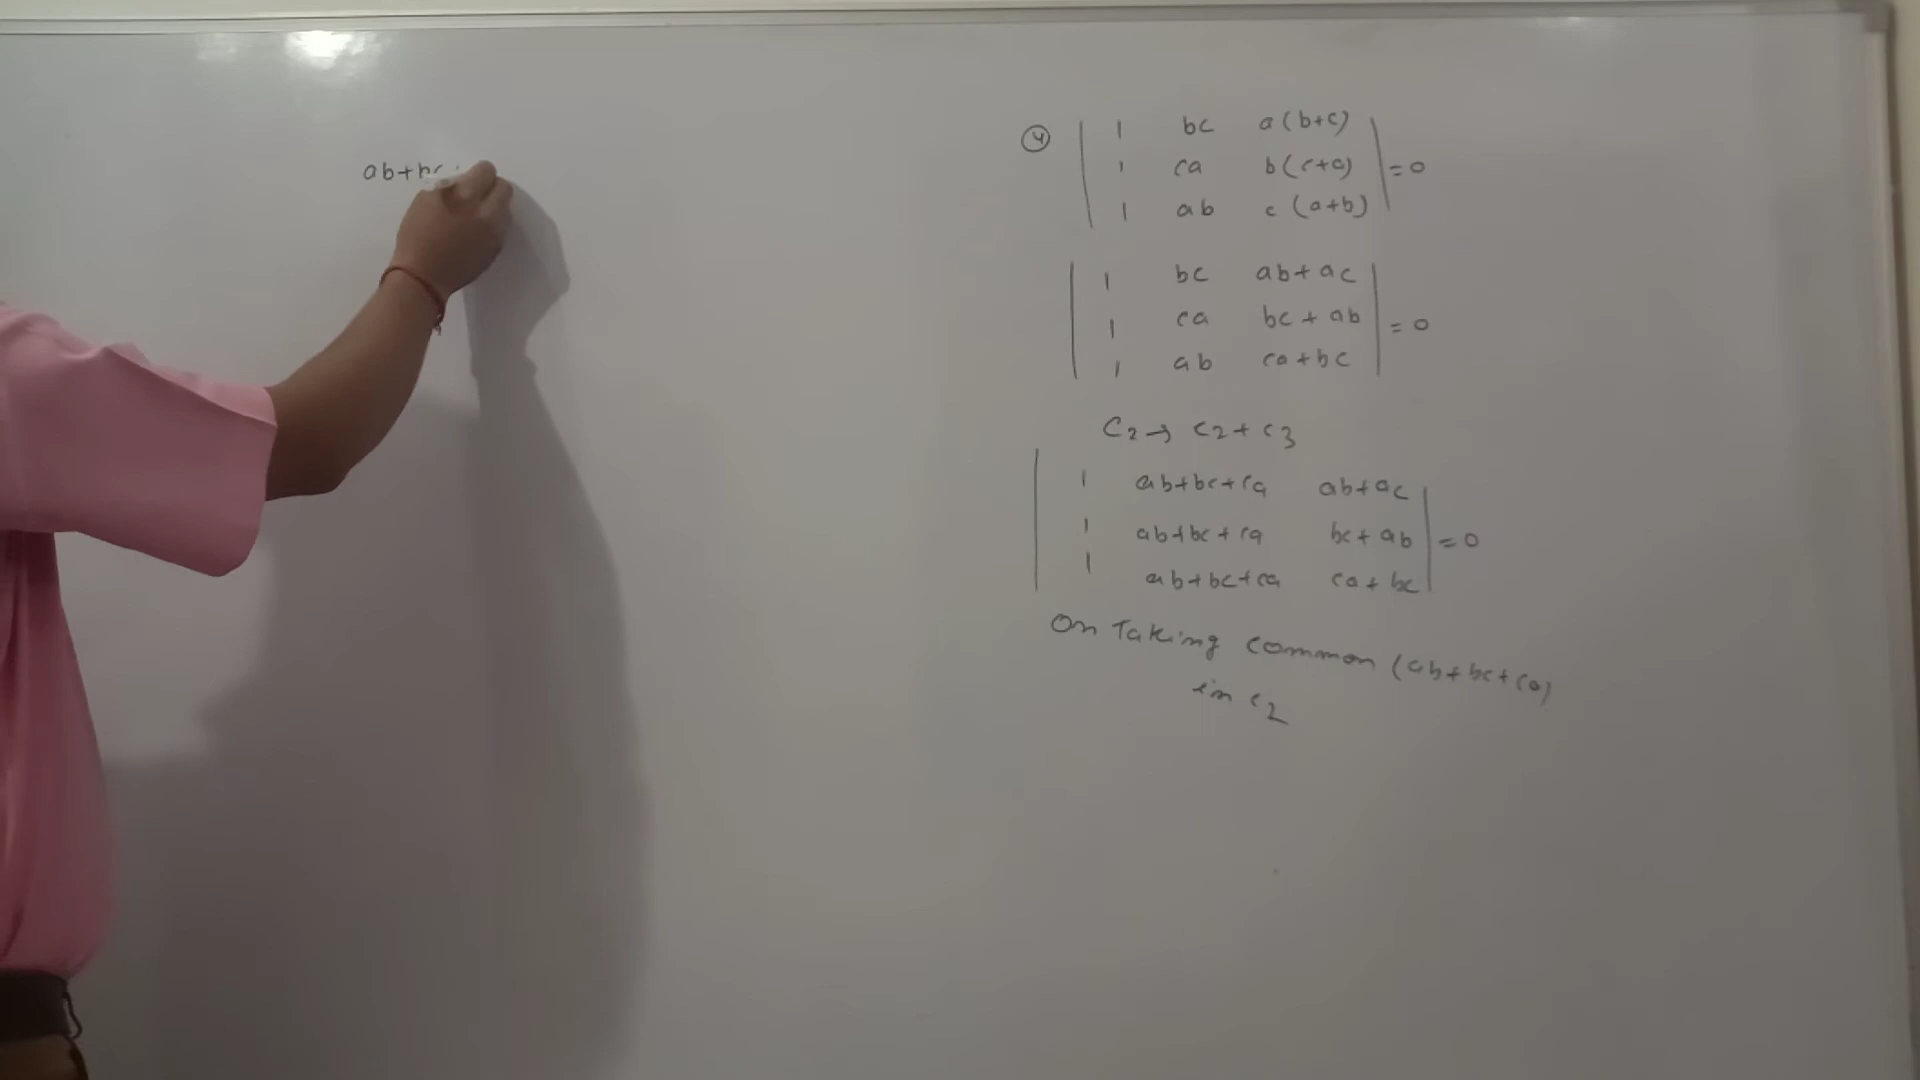 ab+bc
④ | 1 bc a(b+c) |
| 1 ca b(c+a) | = 0
| 1 ab c(a+b) |
| 1 bc ab+ac |
| 1 ca bc+ab | = 0
| 1 ab ca+bc |
C2→ C2+C3
| 1 ab+bc+ca ab+ac |
| 1 ab+bc+ca bc+ab | = 0
| 1 ab+bc+ca ca+bc |
On Taking common (ab+bc+ca)
in c2